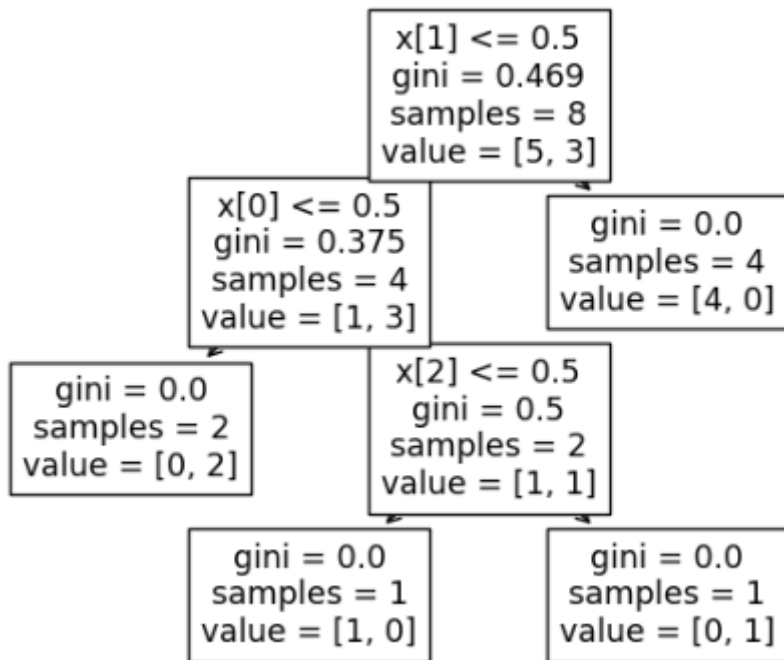 x[1] <= 0.5
gini = 0.469
samples = 8
value = [5, 3]
x[0] <= 0.5
gini = 0.375
samples = 4
value = [1, 3]
gini = 0.0
samples = 4
value = [4, 0]
gini = 0.0
samples = 2
value = [0, 2]
x[2] <= 0.5
gini = 0.5
samples = 2
value = [1, 1]
gini = 0.0
samples = 1
value = [1, 0]
gini = 0.0
samples = 1
value = [0, 1]